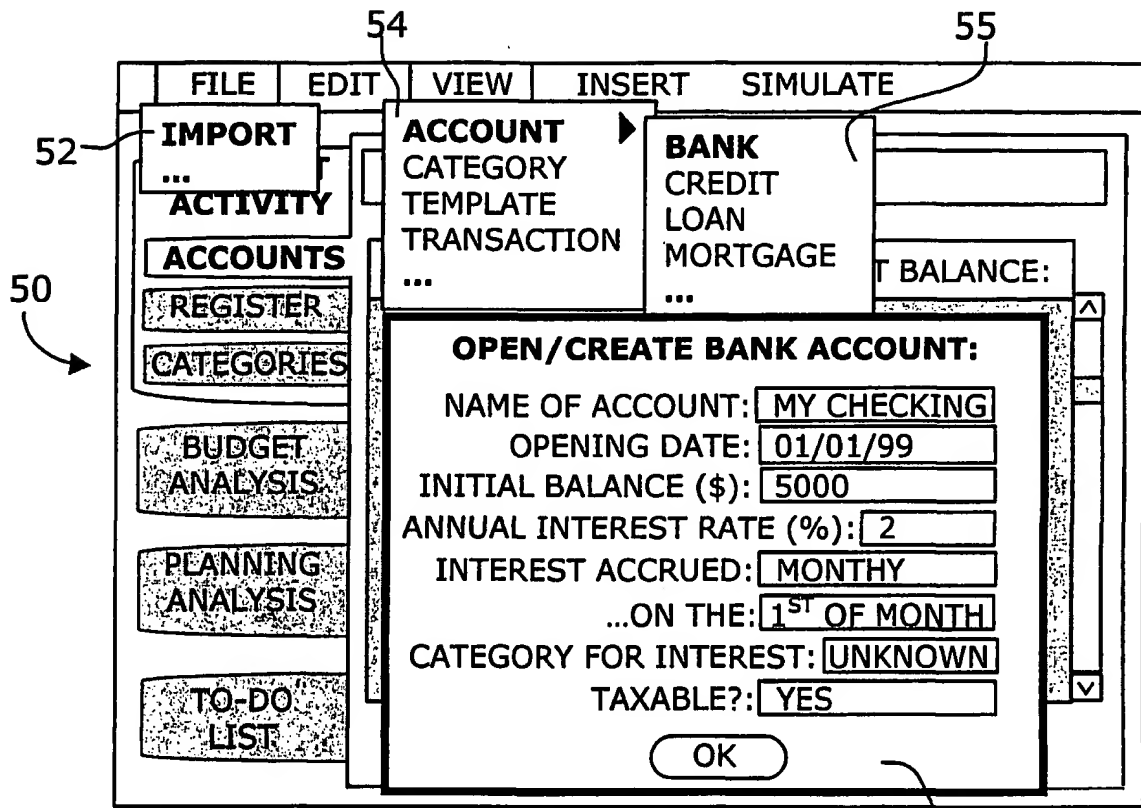 54
55
FILE EDIT VIEW INSERT SIMULATE
52
IMPORT
...
ACCOUNT
CATEGORY
TEMPLATE
TRANSACTION
...
BANK
CREDIT
LOAN
MORTGAGE
...
ACTIVITY
ACCOUNTS
T BALANCE:
50
REGISTER
CATEGORIES
BUDGET
ANALYSIS
PLANNING
ANALYSIS
TO-DO
LIST
OPEN/CREATE BANK ACCOUNT:
NAME OF ACCOUNT: MY CHECKING
OPENING DATE: 01/01/99
INITIAL BALANCE ($): 5000
ANNUAL INTEREST RATE (%): 2
INTEREST ACCRUED: MONTHY
...ON THE: 1ST OF MONTH
CATEGORY FOR INTEREST: UNKNOWN
TAXABLE?: YES
OK